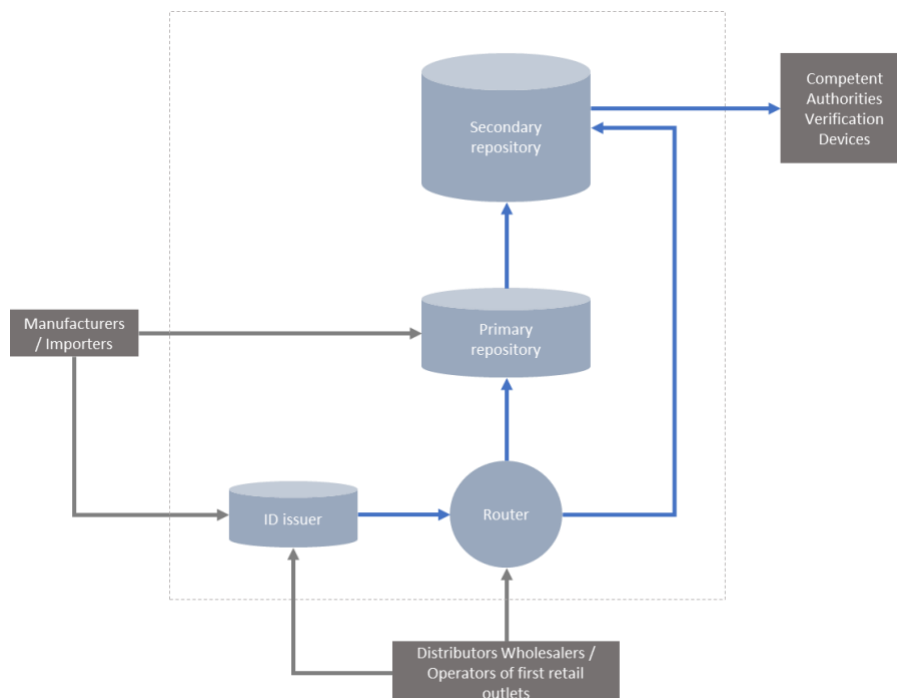 Competent
Authorities
Verification
Devices
Secondary
repository
Manufacturers
/ Importers
Primary
repository
ID issuer
Router
Distributors Wholesalers /
Operators of first retail
outlets